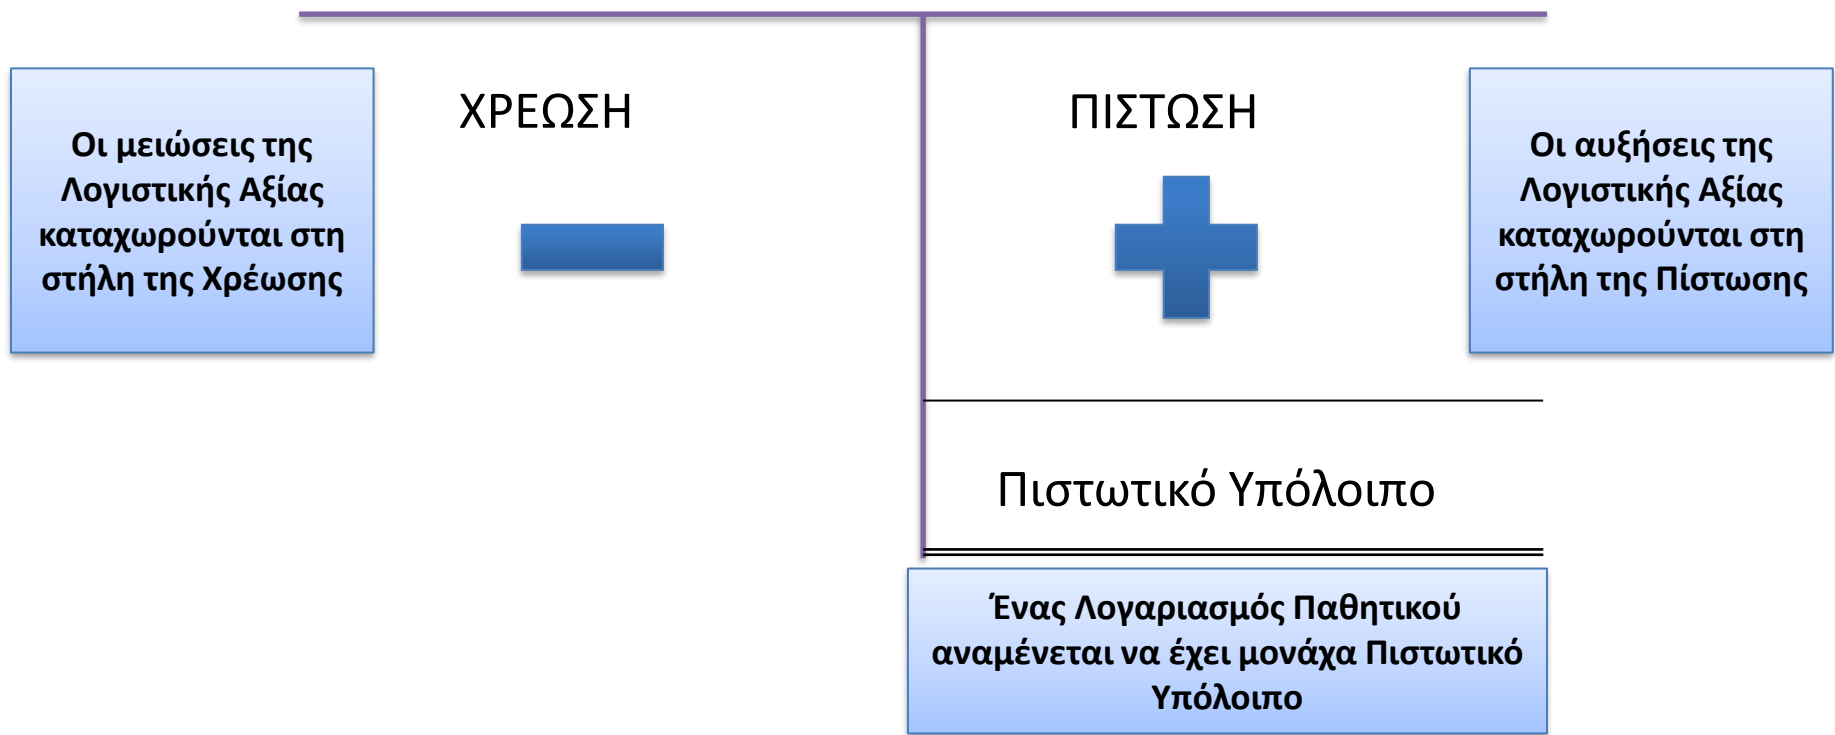 ΧΡΕΩΣΗ
ΠΙΣΤΩΣΗ
Οι μειώσεις της
Λογιστικής Αξίας
καταχωρούνται στη
στήλη της Χρέωσης
Οι αυξήσεις της
Λογιστικής Αξίας
καταχωρούνται στη
στήλη της Πίστωσης
Πιστωτικό Υπόλοιπο
Ένας Λογαριασμός Παθητικού
αναμένεται να έχει μονάχα Πιστωτικό
Υπόλοιπο